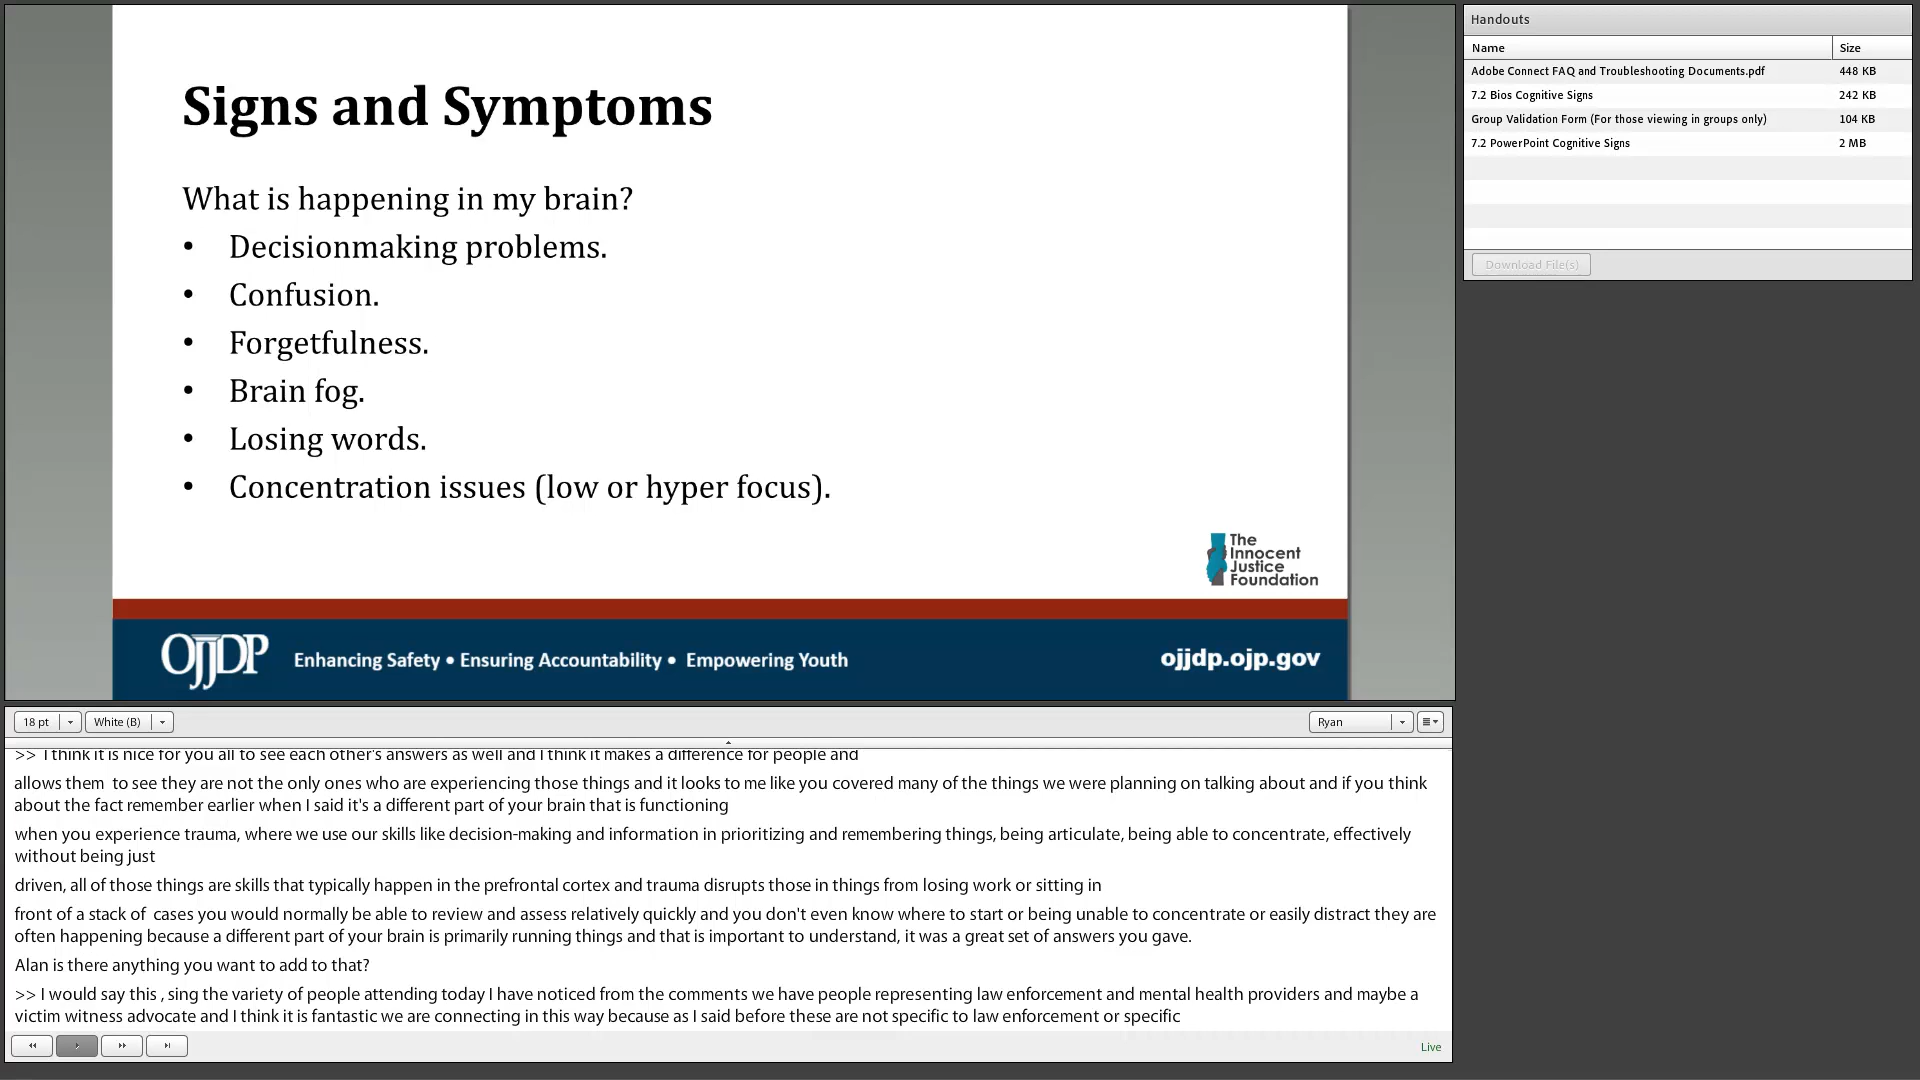 Signs and Symptoms
What is happening in my brain?
• Decisionmaking problems.
• Confusion.
• Forgetfulness.
• Brain fog.
• Losing words.
• Concentration issues (low or hyper focus).
The
Innocent
Justice
Foundation
OJJDP
Enhancing Safety • Ensuring Accountability • Empowering Youth
ojjdp.ojp.gov
Handouts
Name Size
Adobe Connect FAQ and Troubleshooting Documents.pdf 448 KB
7.2 Bios Cognitive Signs 242 KB
Group Validation Form (For those viewing in groups only) 104 KB
7.2 PowerPoint Cognitive Signs 2 MB
Download File(s)
18 pt White (B) Ryan
>> I think it is nice for you all to see each other's answers as well and I think it makes a difference for people and
allows them to see they are not the only ones who are experiencing those things and it looks to me like you covered many of the things we were planning on talking about and if you think
about the fact remember earlier when I said it's a different part of your brain that is functioning
when you experience trauma, where we use our skills like decision-making and information in prioritizing and remembering things, being articulate, being able to concentrate, effectively
without being just
driven, all of those things are skills that typically happen in the prefrontal cortex and trauma disrupts those in things from losing work or sitting in
front of a stack of cases you would normally be able to review and assess relatively quickly and you don't even know where to start or being unable to concentrate or easily distract they are
often happening because a different part of your brain is primarily running things and that is important to understand, it was a great set of answers you gave.
Alan is there anything you want to add to that?
>> I would say this , sing the variety of people attending today I have noticed from the comments we have people representing law enforcement and mental health providers and maybe a
victim witness advocate and I think it is fantastic we are connecting in this way because as I said before these are not specific to law enforcement or specific
Live